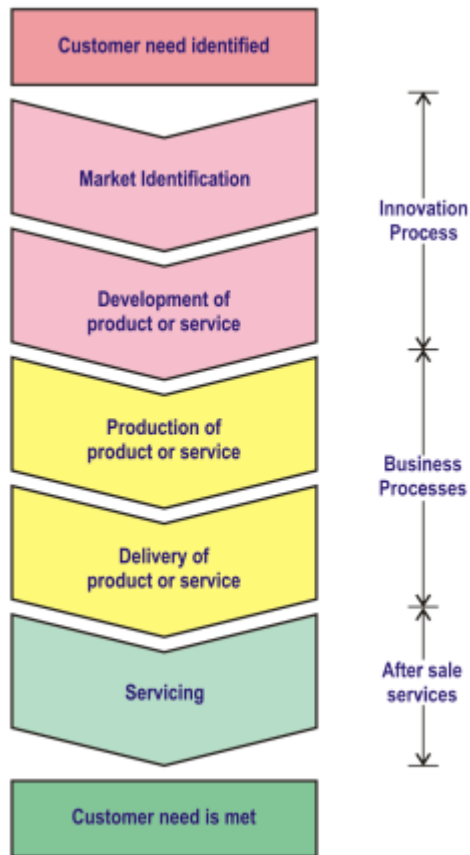 Customer need identified
Market Identification
Innovation
Process
Development of
product or service
Production of
product or service
Business
Processes
Delivery of
product or service
Servicing
After sale
services
Customer need is met